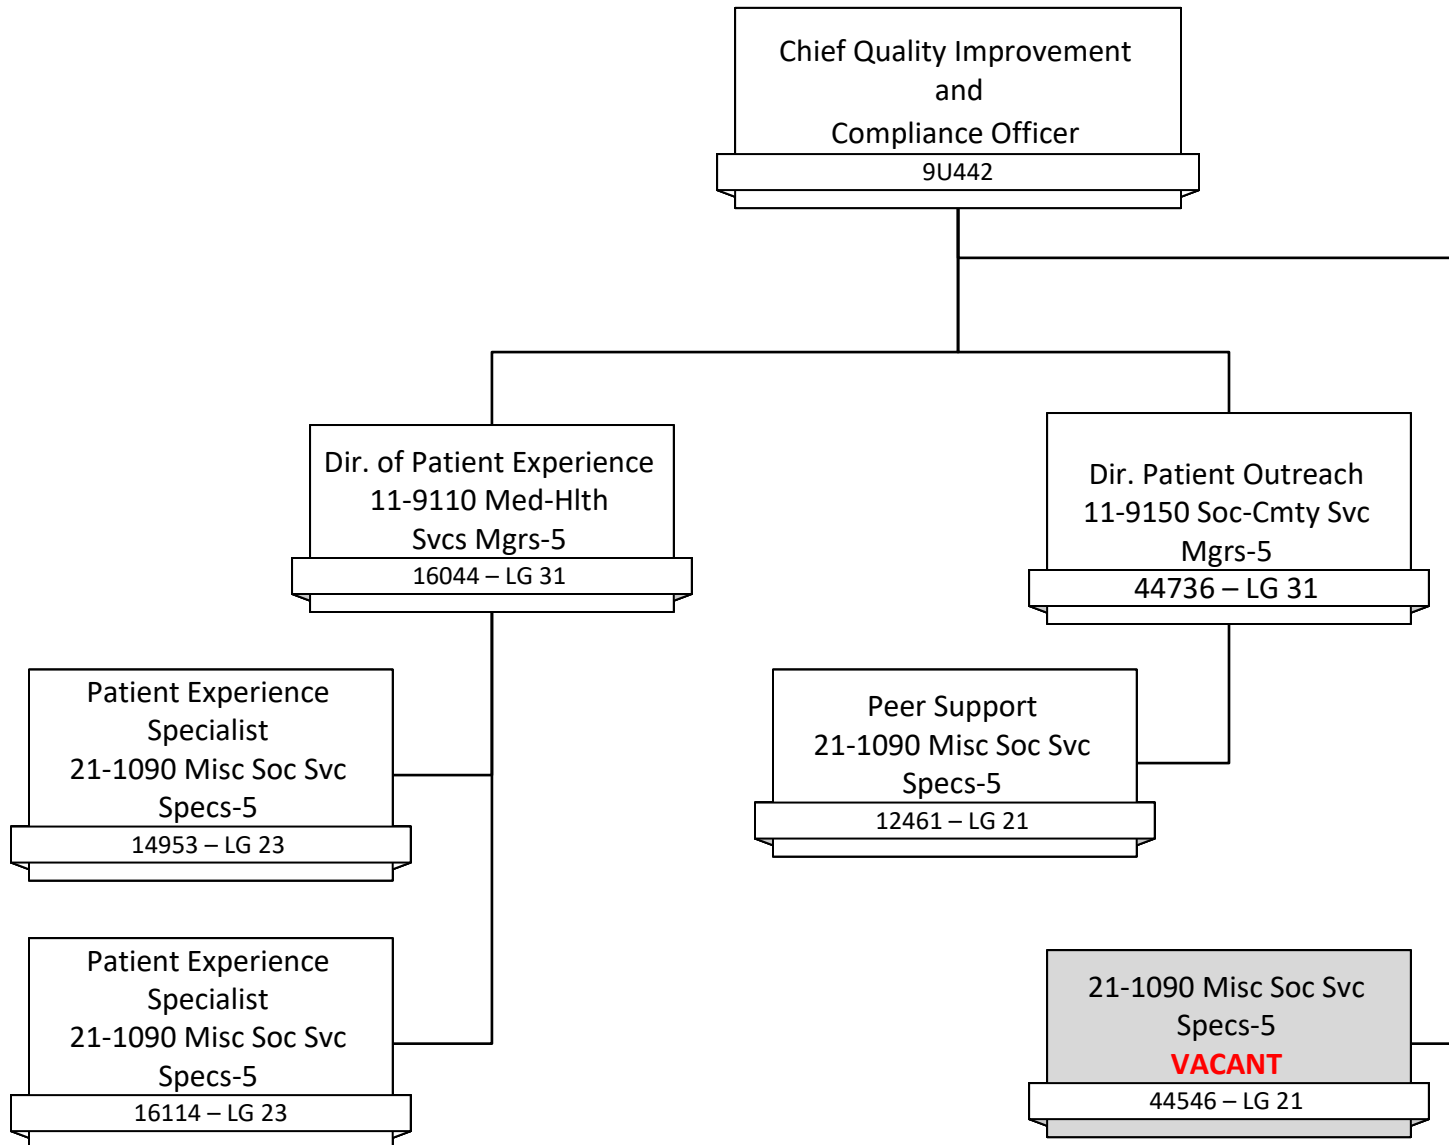 Chief Quality Improvement
and
Compliance Officer
9U442
Dir. of Patient Experience
11-9110 Med-Hlth
Svcs Mgrs-5
16044 – LG 31
Dir. Patient Outreach
11-9150 Soc-Cmty Svc
Mgrs-5
44736 – LG 31
Patient Experience
Specialist
21-1090 Misc Soc Svc
Specs-5
14953 – LG 23
Peer Support
21-1090 Misc Soc Svc
Specs-5
12461 – LG 21
Patient Experience
Specialist
21-1090 Misc Soc Svc
Specs-5
16114 – LG 23
21-1090 Misc Soc Svc
Specs-5
VACANT
44546 – LG 21